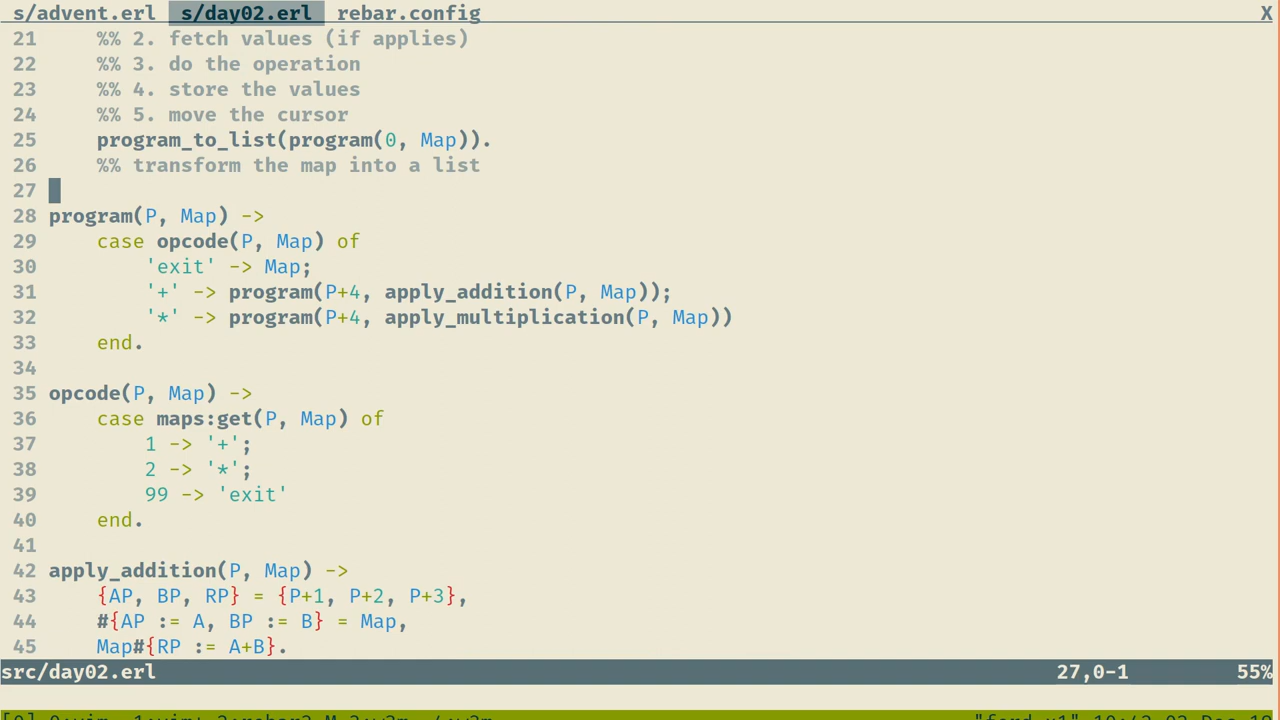 s/advent.erl s/day02.erl rebar.config X
21 %% 2. fetch values (if applies)
22 %% 3. do the operation
23 %% 4. store the values
24 %% 5. move the cursor
25 program_to_list(program(0, Map)).
26 %% transform the map into a list
27
28 program(P, Map) ->
29 case opcode(P, Map) of
30 'exit' -> Map;
31 '+' -> program(P+4, apply_addition(P, Map));
32 '*' -> program(P+4, apply_multiplication(P, Map))
33 end.
34
35 opcode(P, Map) ->
36 case maps:get(P, Map) of
37 1 -> '+';
38 2 -> '*';
39 99 -> 'exit'
40 end.
41
42 apply_addition(P, Map) ->
43 {AP, BP, RP} = {P+1, P+2, P+3},
44 #{AP := A, BP := B} = Map,
45 Map#{RP := A+B}.
src/day02.erl 27,0-1 55%